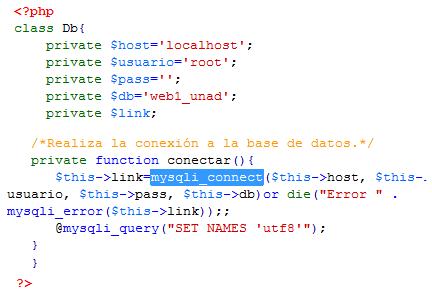 <?php
class Db{
private $host='localhost';
private $usuario='root';
private $pass='';
private $db='web1_unad';
private $link;
/*Realiza la conexión a la base de datos.*/
private function conectar(){
$this->link=mysqli_connect($this->host, $this-.
usuario, $this->pass, $this->db)or die("Error " .
mysqli_error($this->link));;
@mysqli_query("SET NAMES 'utf8'");
}
}
?>